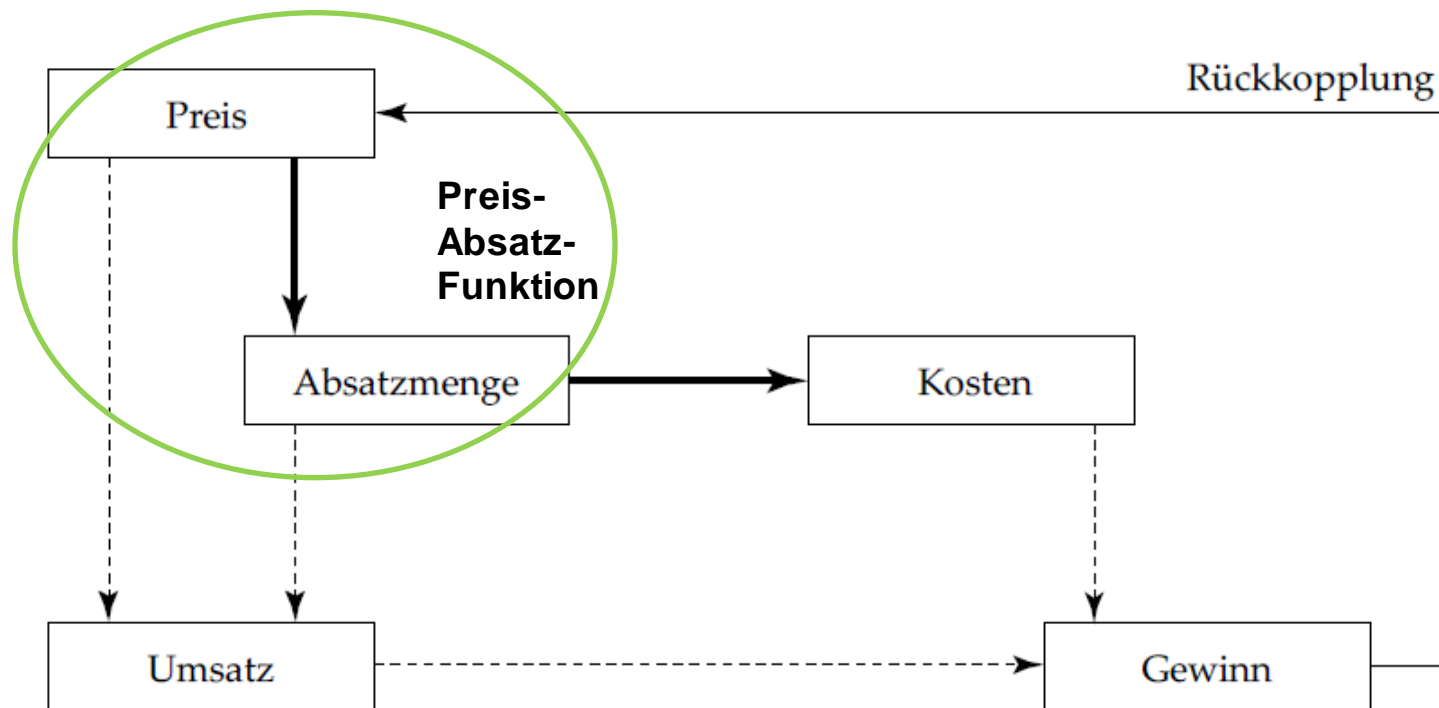 Rückkopplung
Preis
Preis-
Absatz-
Funktion
Absatzmenge
Kosten
Umsatz
Gewinn